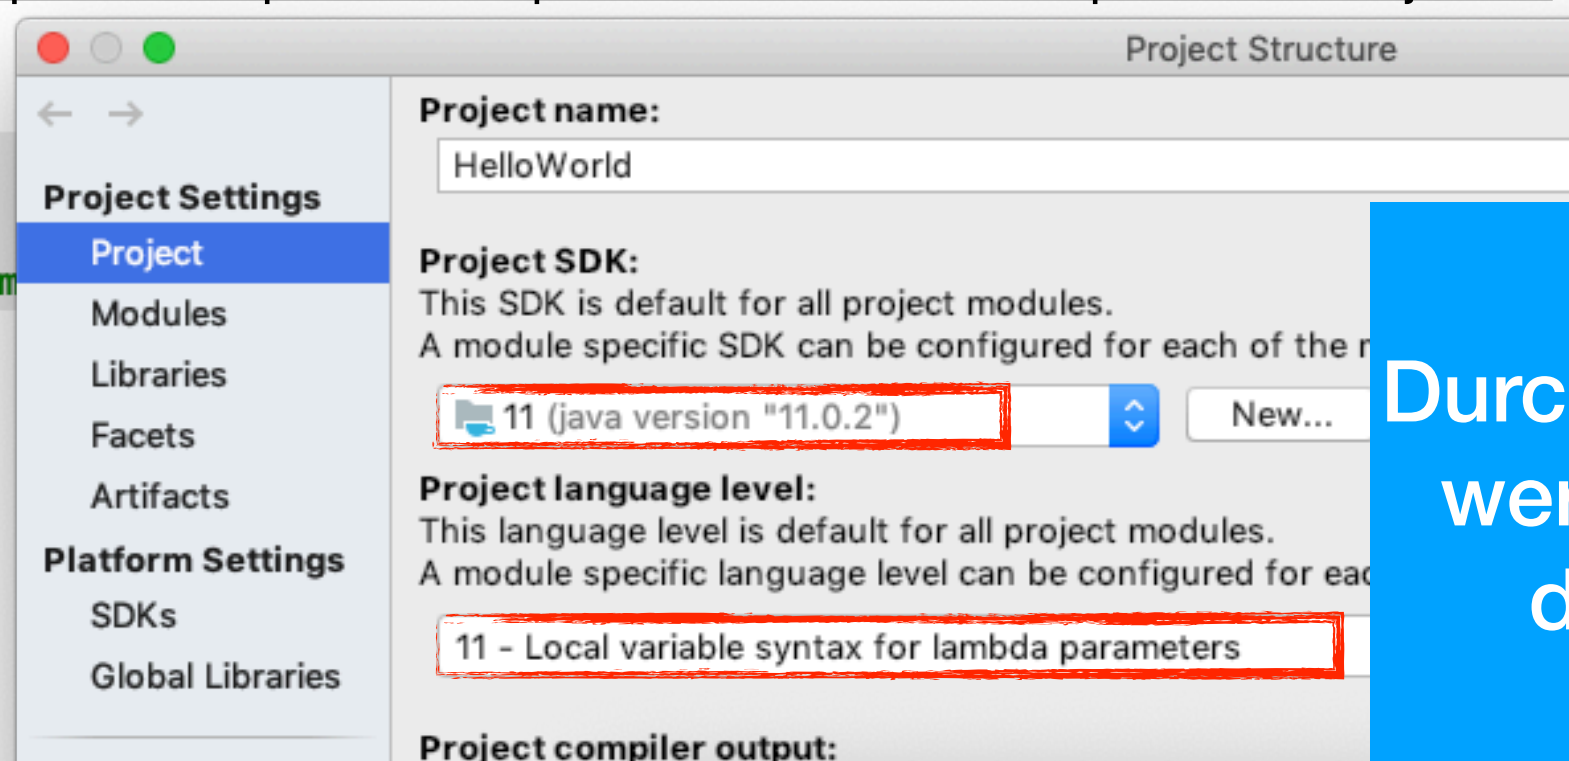 Project Structure
Project name:
HelloWorld
Project Settings
Project
Modules
Libraries
Facets
Artifacts
Platform Settings
SDKs
Global Libraries
Project SDK:
This SDK is default for all project modules.
A module specific SDK can be configured for each of the
11 (java version "11.0.2")
New...
Project language level:
This language level is default for all project modules.
A module specific language level can be configured for
11 - Local variable syntax for lambda parameters
Project compiler output: